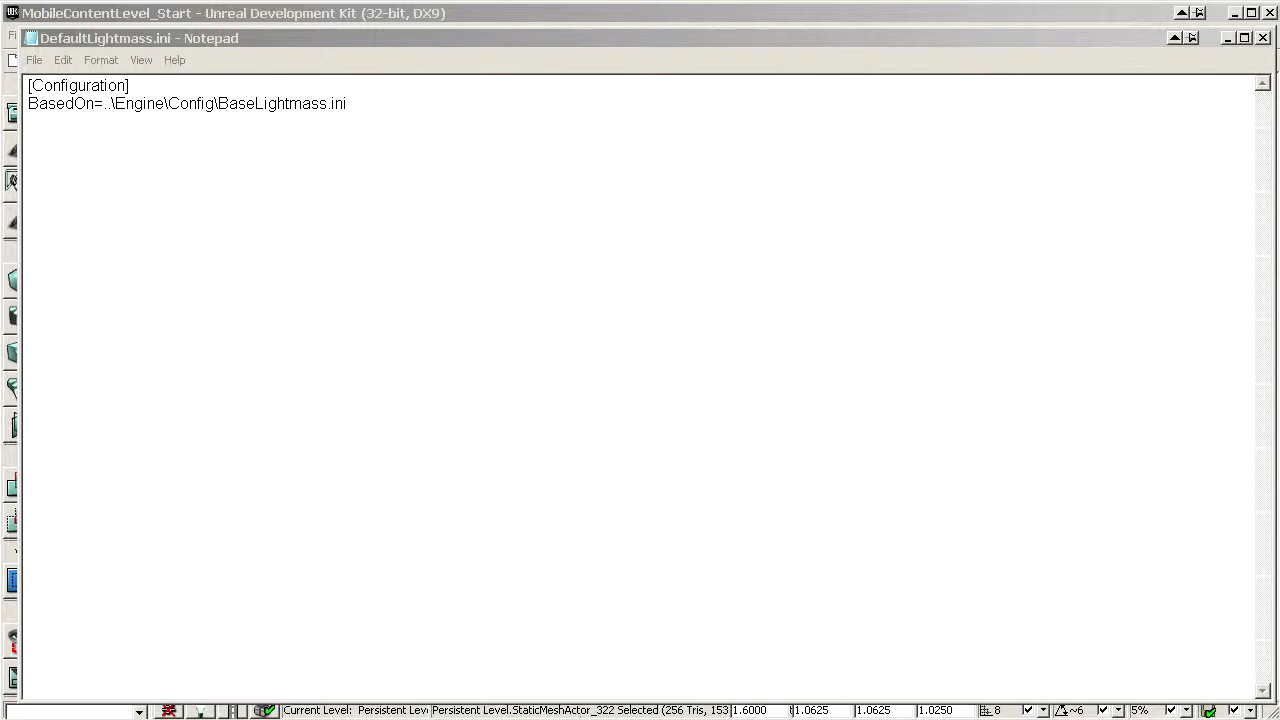 MobileContentLevel_Start - Unreal Development Kit (32-bit, DX9)
DefaultLightmass.ini - Notepad
File Edit Format View Help
[Configuration]
BasedOn=..\Engine\Config\BaseLightmass.ini
Current Level: Persistent Leve Persistent Level.StaticMeshActor_322 Selected (256 Tris, 153 1.6000 1.0625 1.0625 1.0250 8 ~6 5%